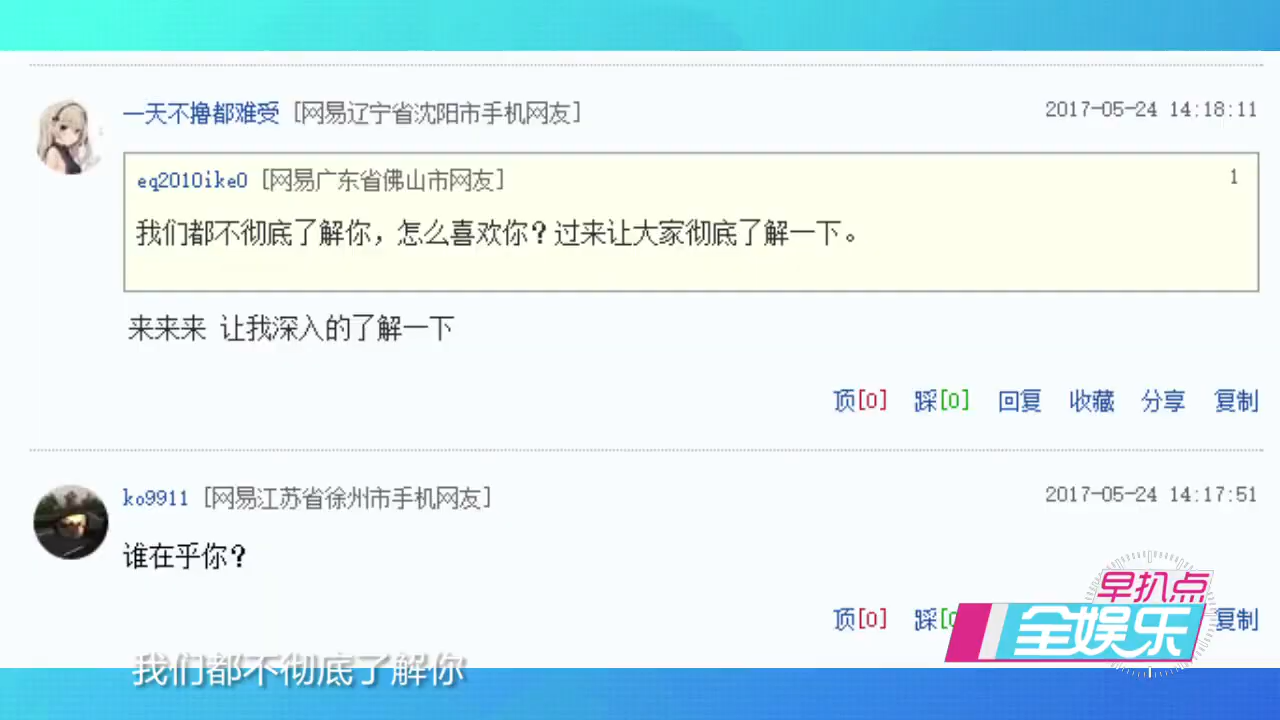 一天不撸都难受 [网易辽宁省沈阳市手机网友] 2017-05-24 14:18:11
eq2010ike0 [网易广东省佛山市网友] 1
我们都不彻底了解你，怎么喜欢你？过来让大家彻底了解一下。
来来来 让我深入的了解一下
顶[0] 踩[0] 回复 收藏 分享 复制
ko9911 [网易江苏省徐州市手机网友] 2017-05-24 14:17:51
谁在乎你？
早扒点
顶[0] 踩[0 复制
全娱乐
我们都不彻底了解你